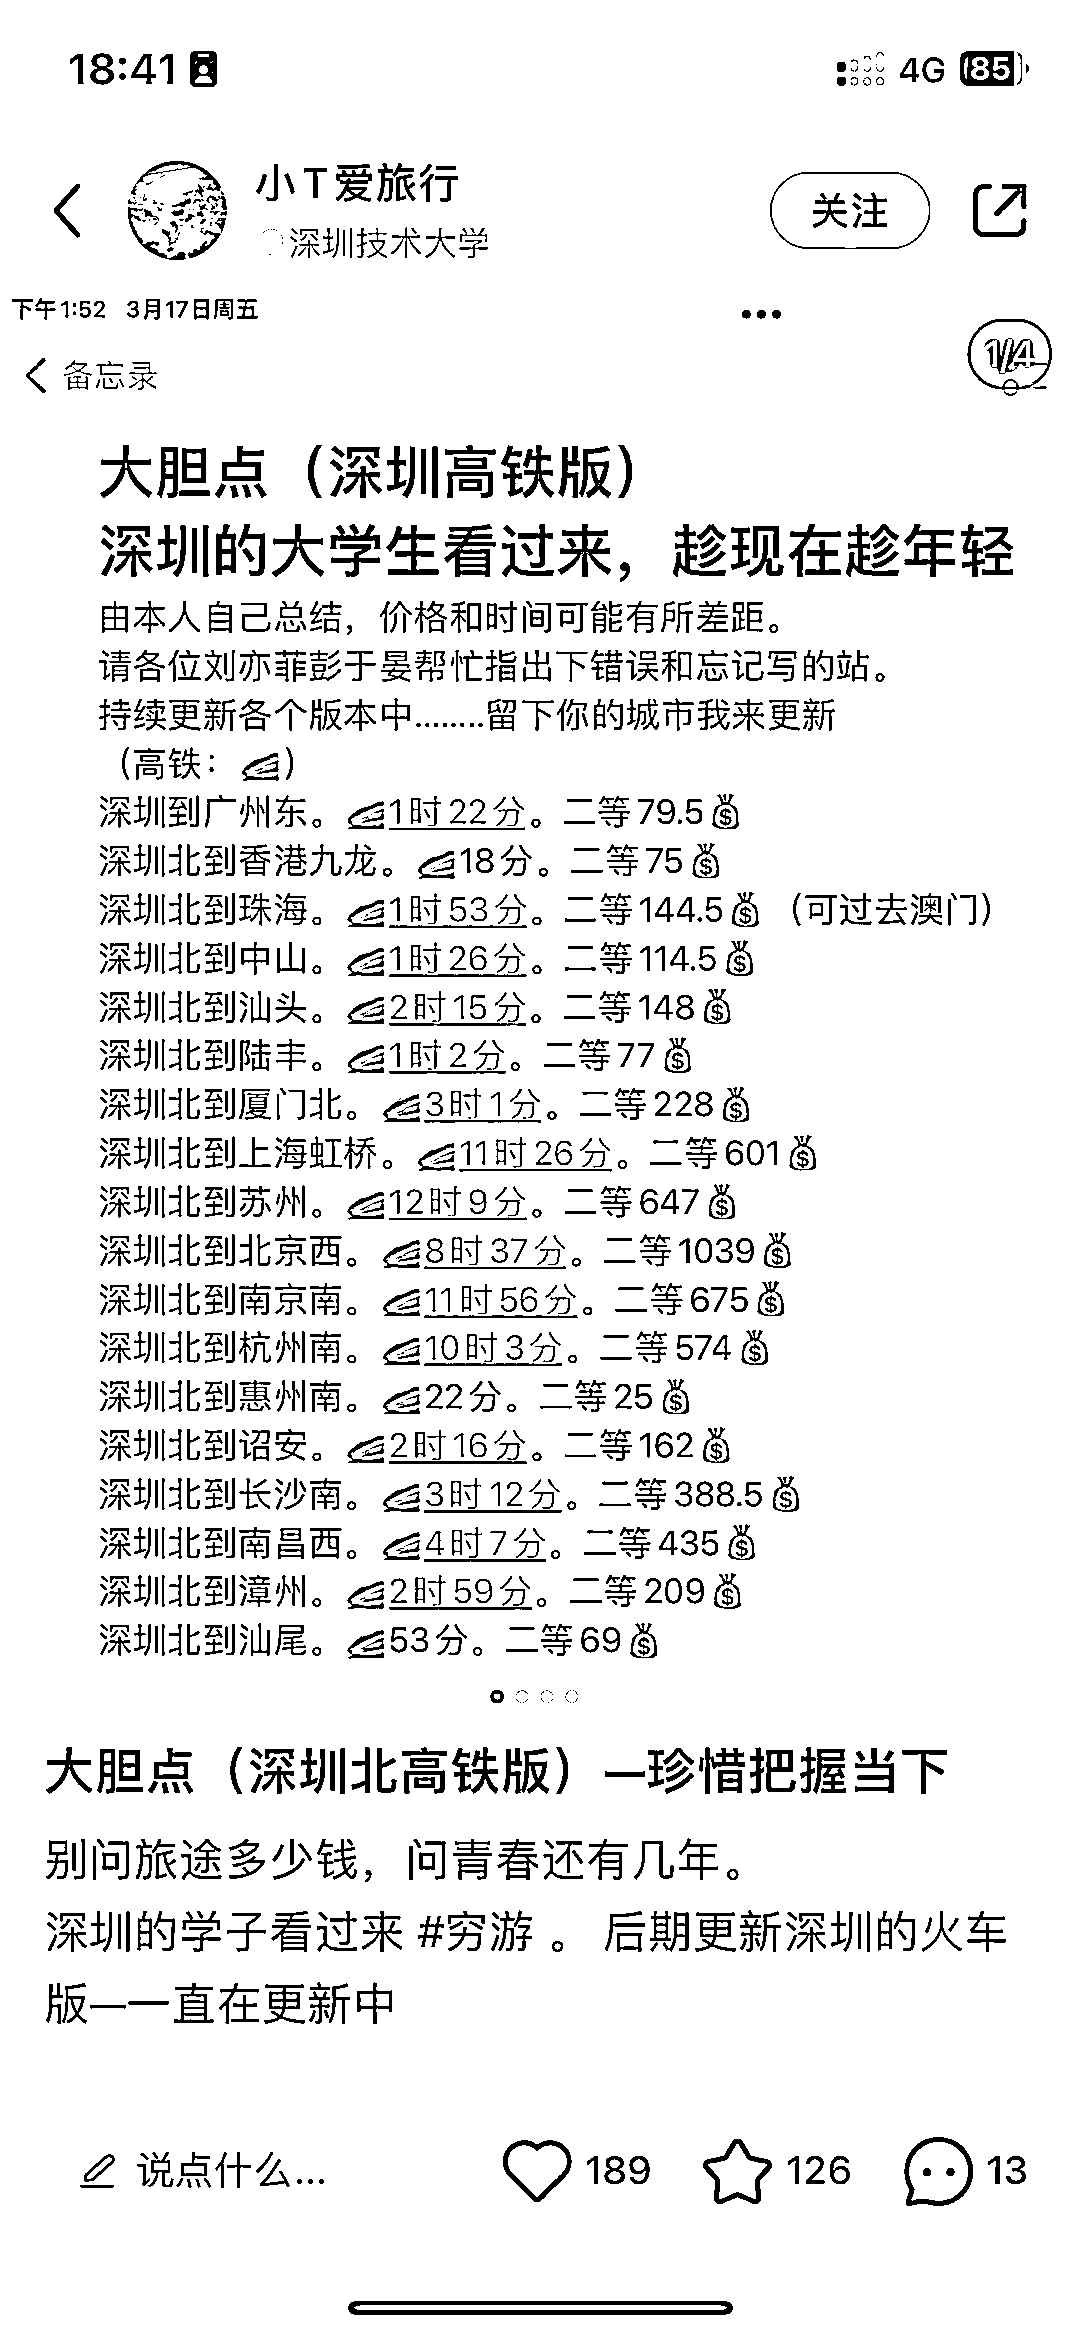 18:41
4G 85
小T爱旅行
关注
深圳技术大学
下午1:52 3月17日周五
•••
1/4
备忘录
大胆点（深圳高铁版）
深圳的大学生看过来，趁现在趁年轻
由本人自己总结，价格和时间可能有所差距。
请各位刘亦菲彭于晏帮忙指出下错误和忘记写的站。
持续更新各个版本中……..留下你的城市我来更新
（高铁：🚄）
深圳到广州东。🚄1时22分。二等79.5💰
深圳北到香港九龙。🚄18分。二等75💰
深圳北到珠海。🚄1时53分。二等144.5💰（可过去澳门）
深圳北到中山。🚄1时26分。二等114.5💰
深圳北到汕头。🚄2时15分。二等148💰
深圳北到陆丰。🚄1时2分。二等77💰
深圳北到厦门北。🚄3时1分。二等228💰
深圳北到上海虹桥。🚄11时26分。二等601💰
深圳北到苏州。🚄12时9分。二等647💰
深圳北到北京西。🚄8时37分。二等1039💰
深圳北到南京南。🚄11时56分。二等675💰
深圳北到杭州南。🚄10时3分。二等574💰
深圳北到惠州南。🚄22分。二等25💰
深圳北到诏安。🚄2时16分。二等162💰
深圳北到长沙南。🚄3时12分。二等388.5💰
深圳北到南昌西。🚄4时7分。二等435💰
深圳北到漳州。🚄2时59分。二等209💰
深圳北到汕尾。🚄53分。二等69💰
大胆点（深圳北高铁版）—珍惜把握当下
别问旅途多少钱，问青春还有几年。
深圳的学子看过来 #穷游 。 后期更新深圳的火车
版—一直在更新中
说点什么...
189
126
13